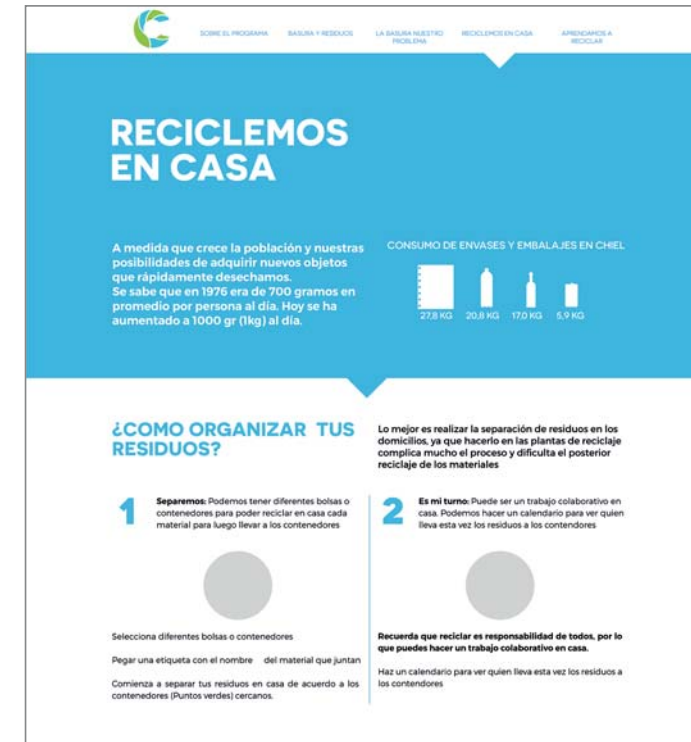 SOBRE EL PROGRAMA
BASURA Y RESIDUOS
LA BASURA NUESTRO
PROBLEMA
RECICLEMOS EN CASA
APRENDAMOS A
RECICLAR
RECICLEMOS
EN CASA
A medida que crece la población y nuestras
posibilidades de adquirir nuevos objetos
que rápidamente desechamos.
Se sabe que en 1976 era de 700 gramos en
promedio por persona al día. Hoy se ha
aumentado a 1000 gr (1kg) al día.
CONSUMO DE ENVASES Y EMBALAJES EN CHIEL
27,8 KG 20,8 KG 17,0 KG 5,9 KG
¿COMO ORGANIZAR TUS
RESIDUOS?
Lo mejor es realizar la separación de residuos en los
domicilios, ya que hacerlo en las plantas de reciclaje
complica mucho el proceso y dificulta el posterior
reciclaje de los materiales
1
Separemos: Podemos tener diferentes bolsas o
contenedores para poder reciclar en casa cada
material para luego llevar a los contenedores
Selecciona diferentes bolsas o contenedores
Pegar una etiqueta con el nombre del material que juntan
Comienza a separar tus residuos en casa de acuerdo a los
contenedores (Puntos verdes) cercanos.
2
Es mi turno: Puede ser un trabajo colaborativo en
casa. Podemos hacer un calendario para ver quien
lleva esta vez los residuos a los contendores
Recuerda que reciclar es responsabilidad de todos, por lo
que puedes hacer un trabajo colaborativo en casa.
Haz un calendario para ver quien lleva esta vez los residuos a
los contendores